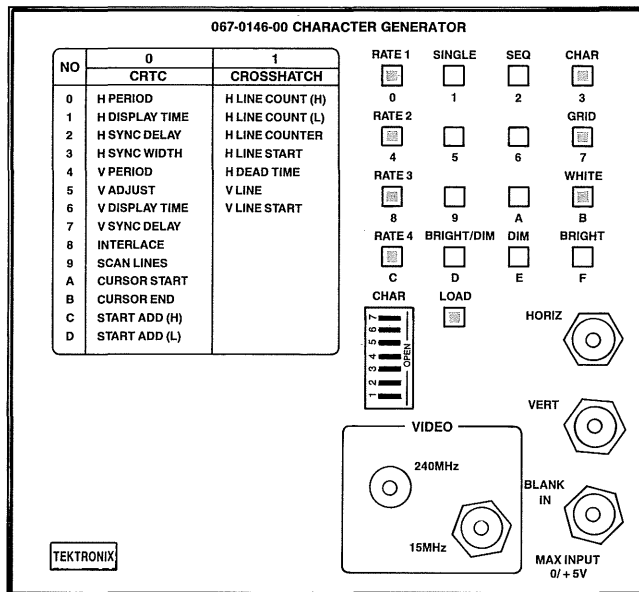 067-0146-00 CHARACTER GENERATOR
NO 0 1
CRTC CROSSHATCH
0 H PERIOD H LINE COUNT (H)
1 H DISPLAY TIME H LINE COUNT (L)
2 H SYNC DELAY H LINE COUNTER
3 H SYNC WIDTH H LINE START
4 V PERIOD H DEAD TIME
5 V ADJUST V LINE
6 V DISPLAY TIME V LINE START
7 V SYNC DELAY
8 INTERLACE
9 SCAN LINES
A CURSOR START
B CURSOR END
C START ADD (H)
D START ADD (L)
RATE 1 SINGLE SEQ CHAR
0 1 2 3
RATE 2 GRID
4 5 6 7
RATE 3 WHITE
8 9 A B
RATE 4 BRIGHT/DIM DIM BRIGHT
C D E F
CHAR LOAD
7
6
5
4
3
2
1
OPEN
HORIZ
VERT
VIDEO
240MHz
15MHz
BLANK
IN
MAX INPUT
0/ + 5V
TEKTRONIX